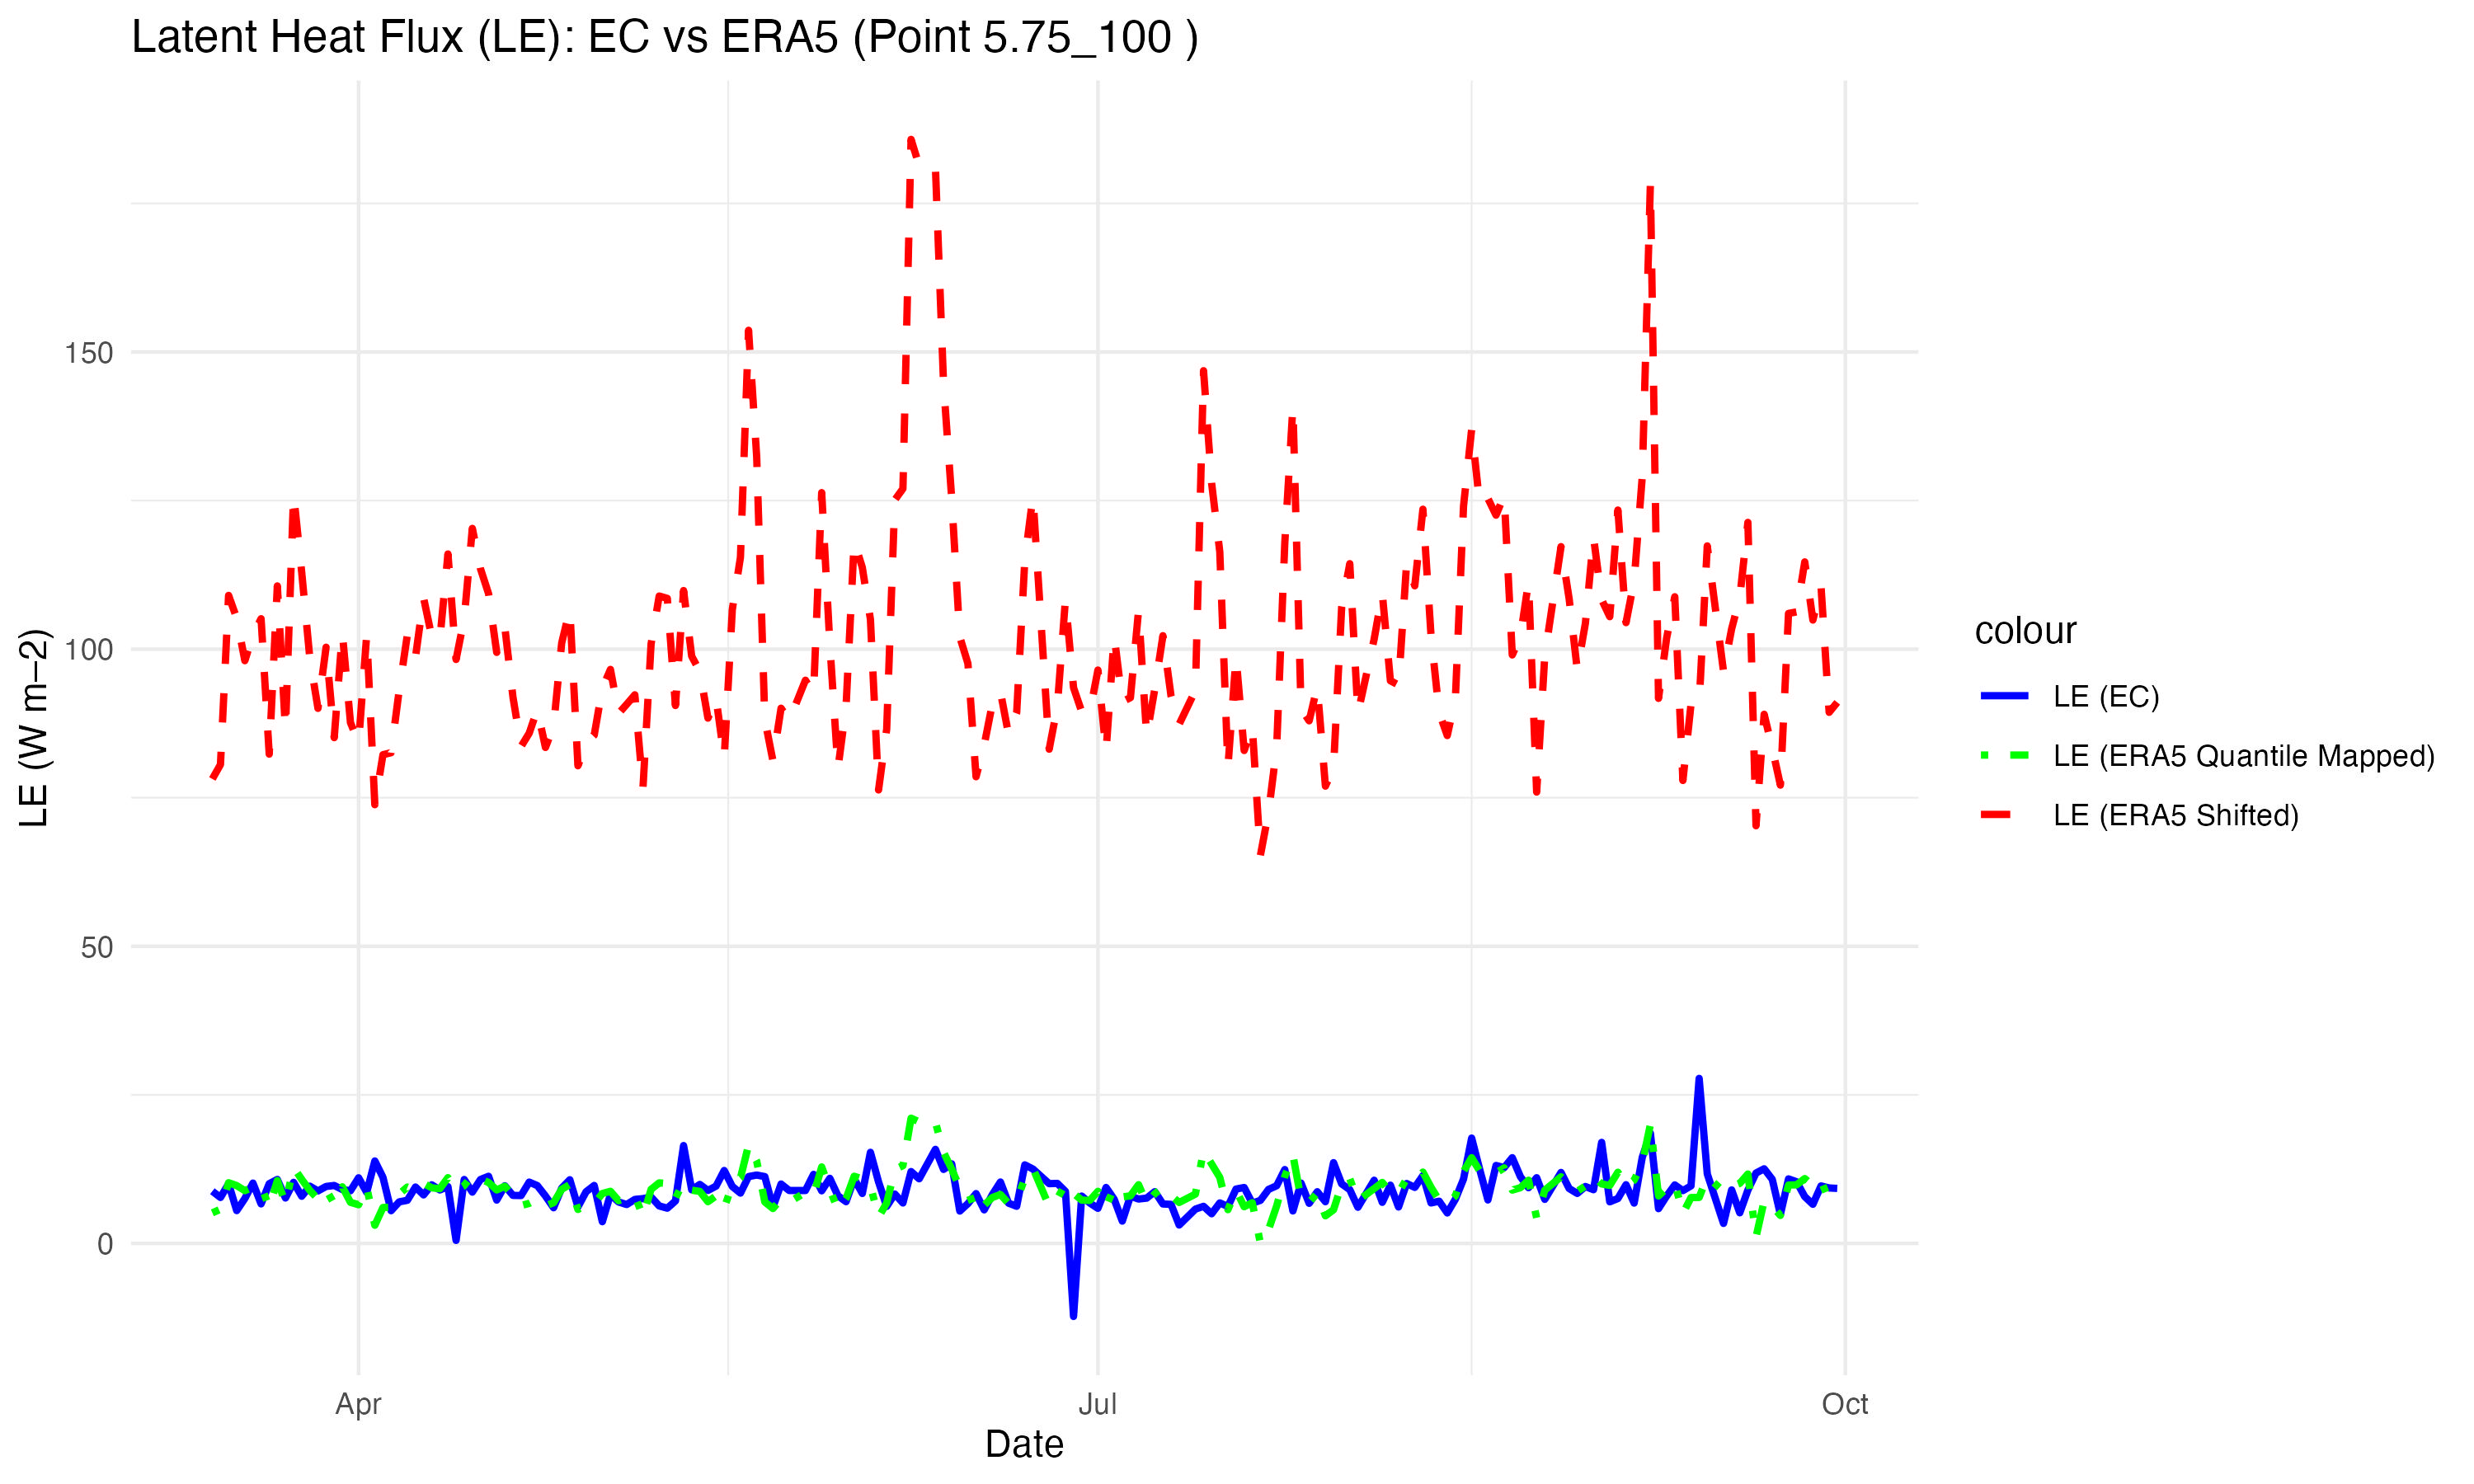 Latent Heat Flux (LE): EC vs ERA5 (Point 5.75_100 )
LE (W m−2)
150
100
50
0
Apr
Jul
Oct
Date
colour
LE (EC)
LE (ERA5 Quantile Mapped)
LE (ERA5 Shifted)